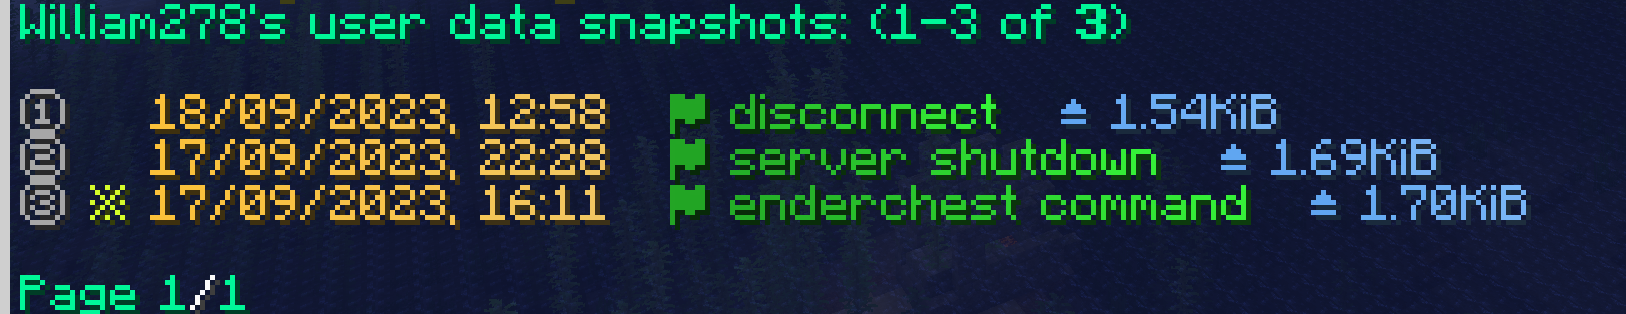 William278's user data snapshots: (1-3 of 3)
① 18/09/2023, 12:58 ⚑ disconnect ⏏ 1.54KiB
② 17/09/2023, 22:28 ⚑ server shutdown ⏏ 1.69KiB
③ ※ 17/09/2023, 16:11 ⚑ enderchest command ⏏ 1.70KiB
Page 1/1